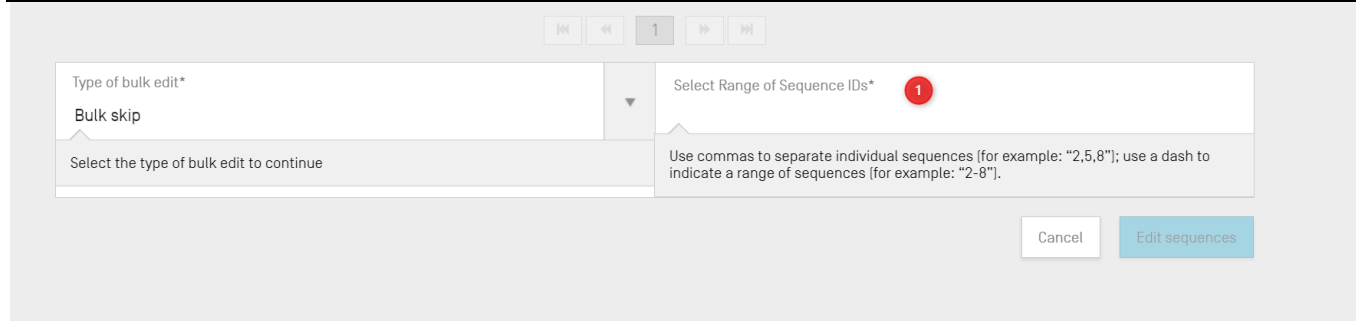 1
Type of bulk edit*
Bulk skip
Select the type of bulk edit to continue
Select Range of Sequence IDs*
1
Use commas to separate individual sequences (for example: “2,5,8”); use a dash to
indicate a range of sequences (for example: “2-8”).
Cancel
Edit sequences